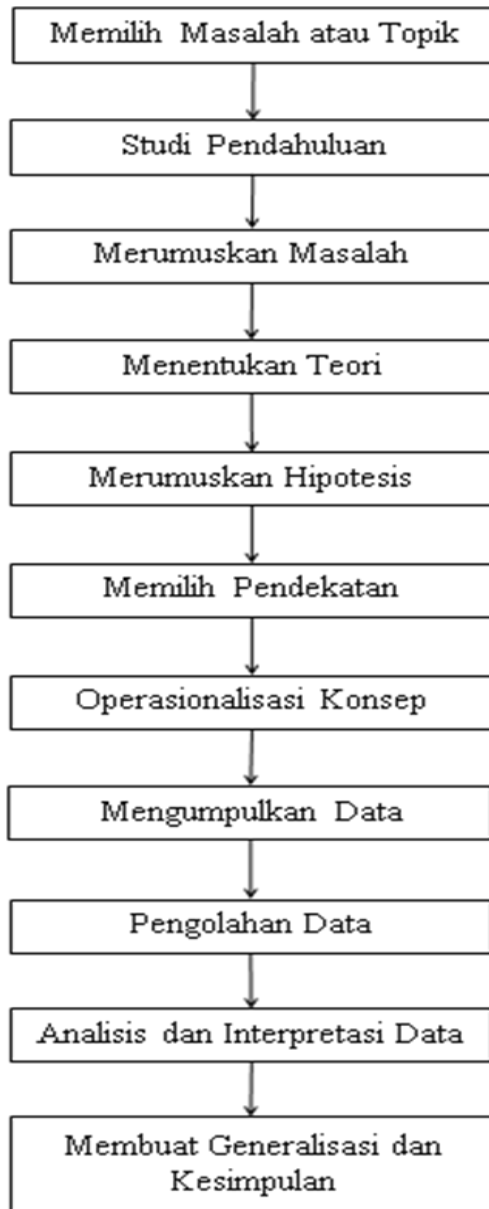 Memilih Masalah atau Topik
Studi Pendahuluan
Merumuskan Masalah
Menentukan Teori
Merumuskan Hipotesis
Memilih Pendekatan
Operasionalisasi Konsep
Mengumpulkan Data
Pengolahan Data
Analisis dan Interpretasi Data
Membuat Generalisasi dan
Kesimpulan